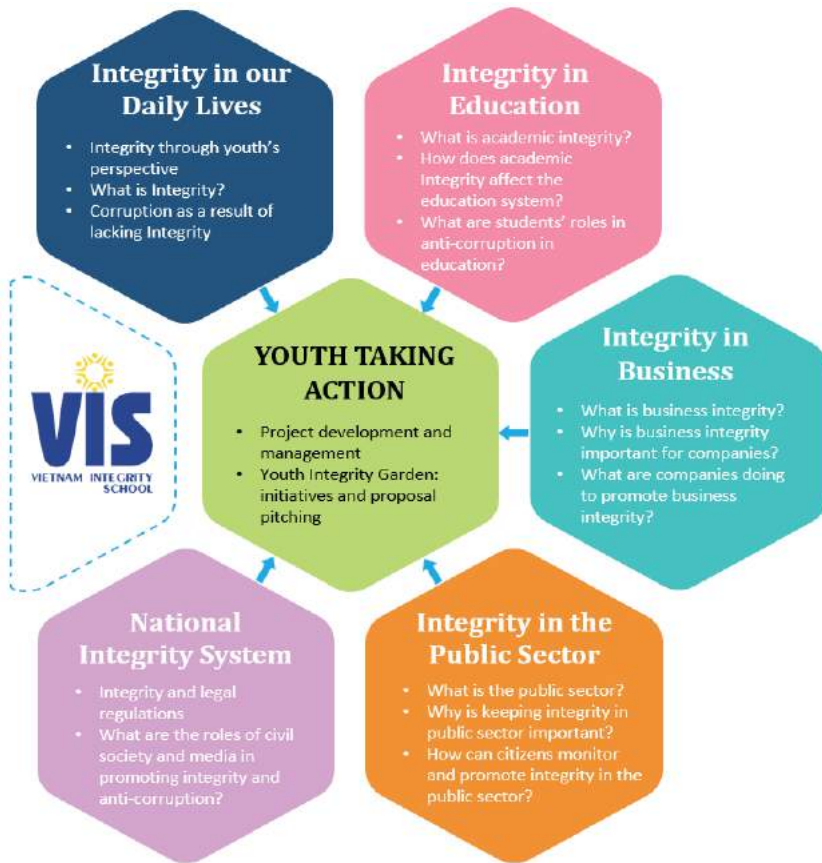 Integrity in our
Daily Lives
• Integrity through youth's
perspective
• What is Integrity?
• Corruption as a result of
lacking Integrity
Integrity in
Education
• What is academic integrity?
• How does academic
Integrity affect the
education system?
• What are students' roles in
anti-corruption in
education?
VIS
VIETNAM INTEGRITY
SCHOOL
YOUTH TAKING
ACTION
• Project development and
management
• Youth Integrity Garden:
initiatives and proposal
pitching
Integrity in
Business
• What is business integrity?
• Why is business integrity
important for companies?
• What are companies doing
to promote business
integrity?
National
Integrity System
• Integrity and legal
regulations
• What are the roles of civil
society and media in
promoting integrity and
anti-corruption?
Integrity in the
Public Sector
• What is the public sector?
• Why is keeping integrity in
public sector important?
• How can citizens monitor
and promote integrity in the
public sector?